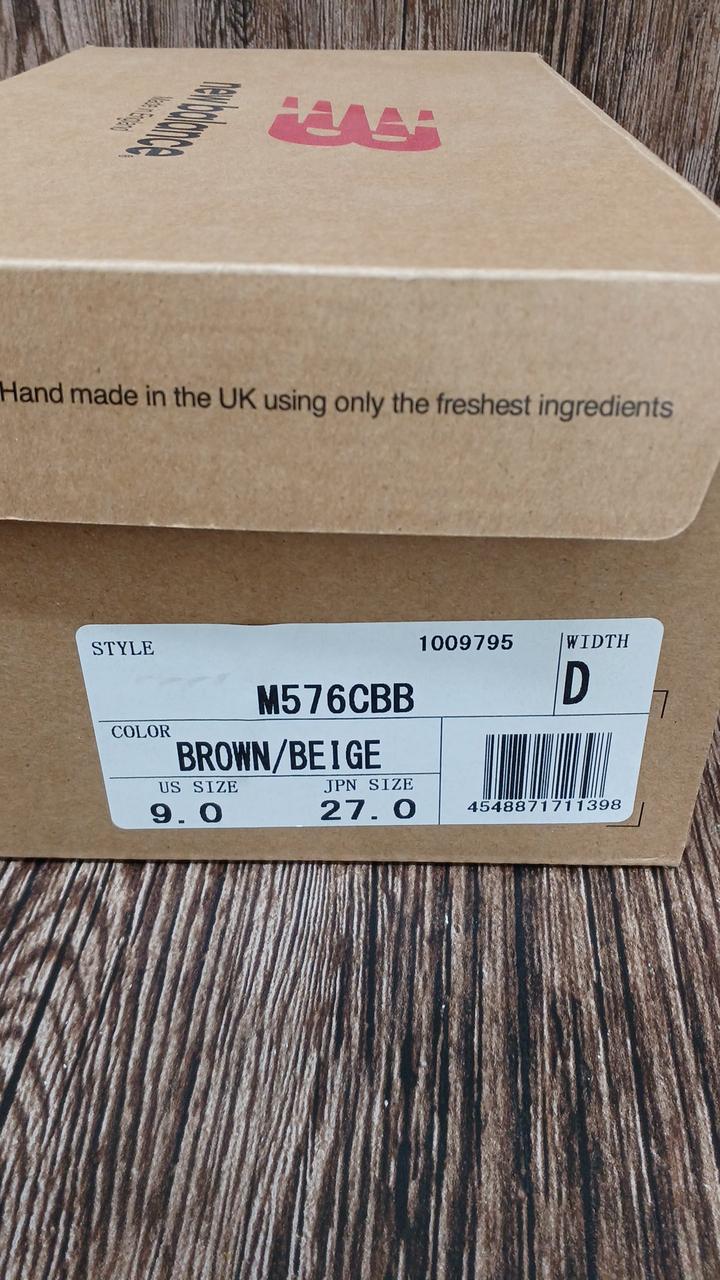 new balance
Made in England
Hand made in the UK using only the freshest ingredients
STYLE 1009795 WIDTH
M576CBB D
COLOR
BROWN/BEIGE
US SIZE JPN SIZE
9.0 27.0
4548871711398